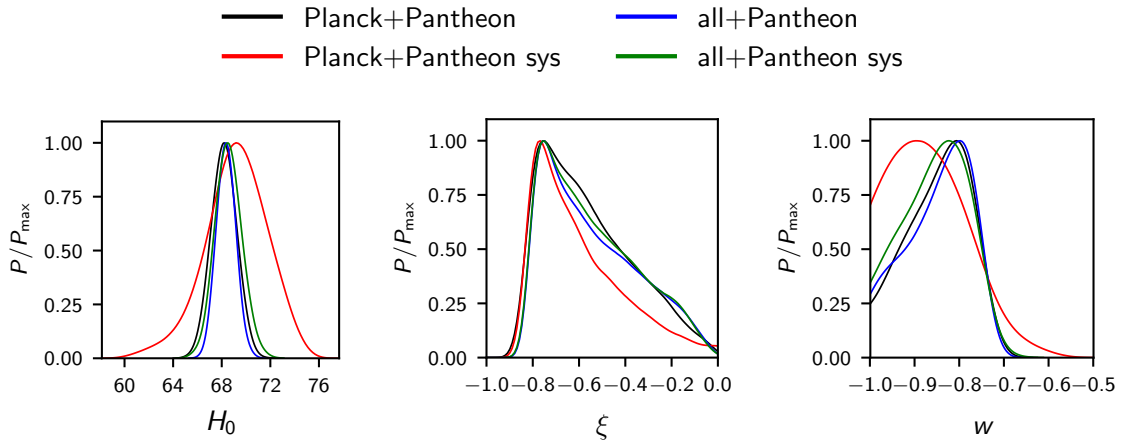 Planck+Pantheon
all+Pantheon
Planck+Pantheon sys
all+Pantheon sys
1.00
0.75
0.50
0.25
0.00
P/P_max
60 64 68 72 76
H_0
1.00
0.75
0.50
0.25
0.00
P/P_max
−1.0 −0.8 −0.6 −0.4 −0.2 0.0
ξ
1.00
0.75
0.50
0.25
0.00
P/P_max
−1.0 −0.9 −0.8 −0.7 −0.6 −0.5
w